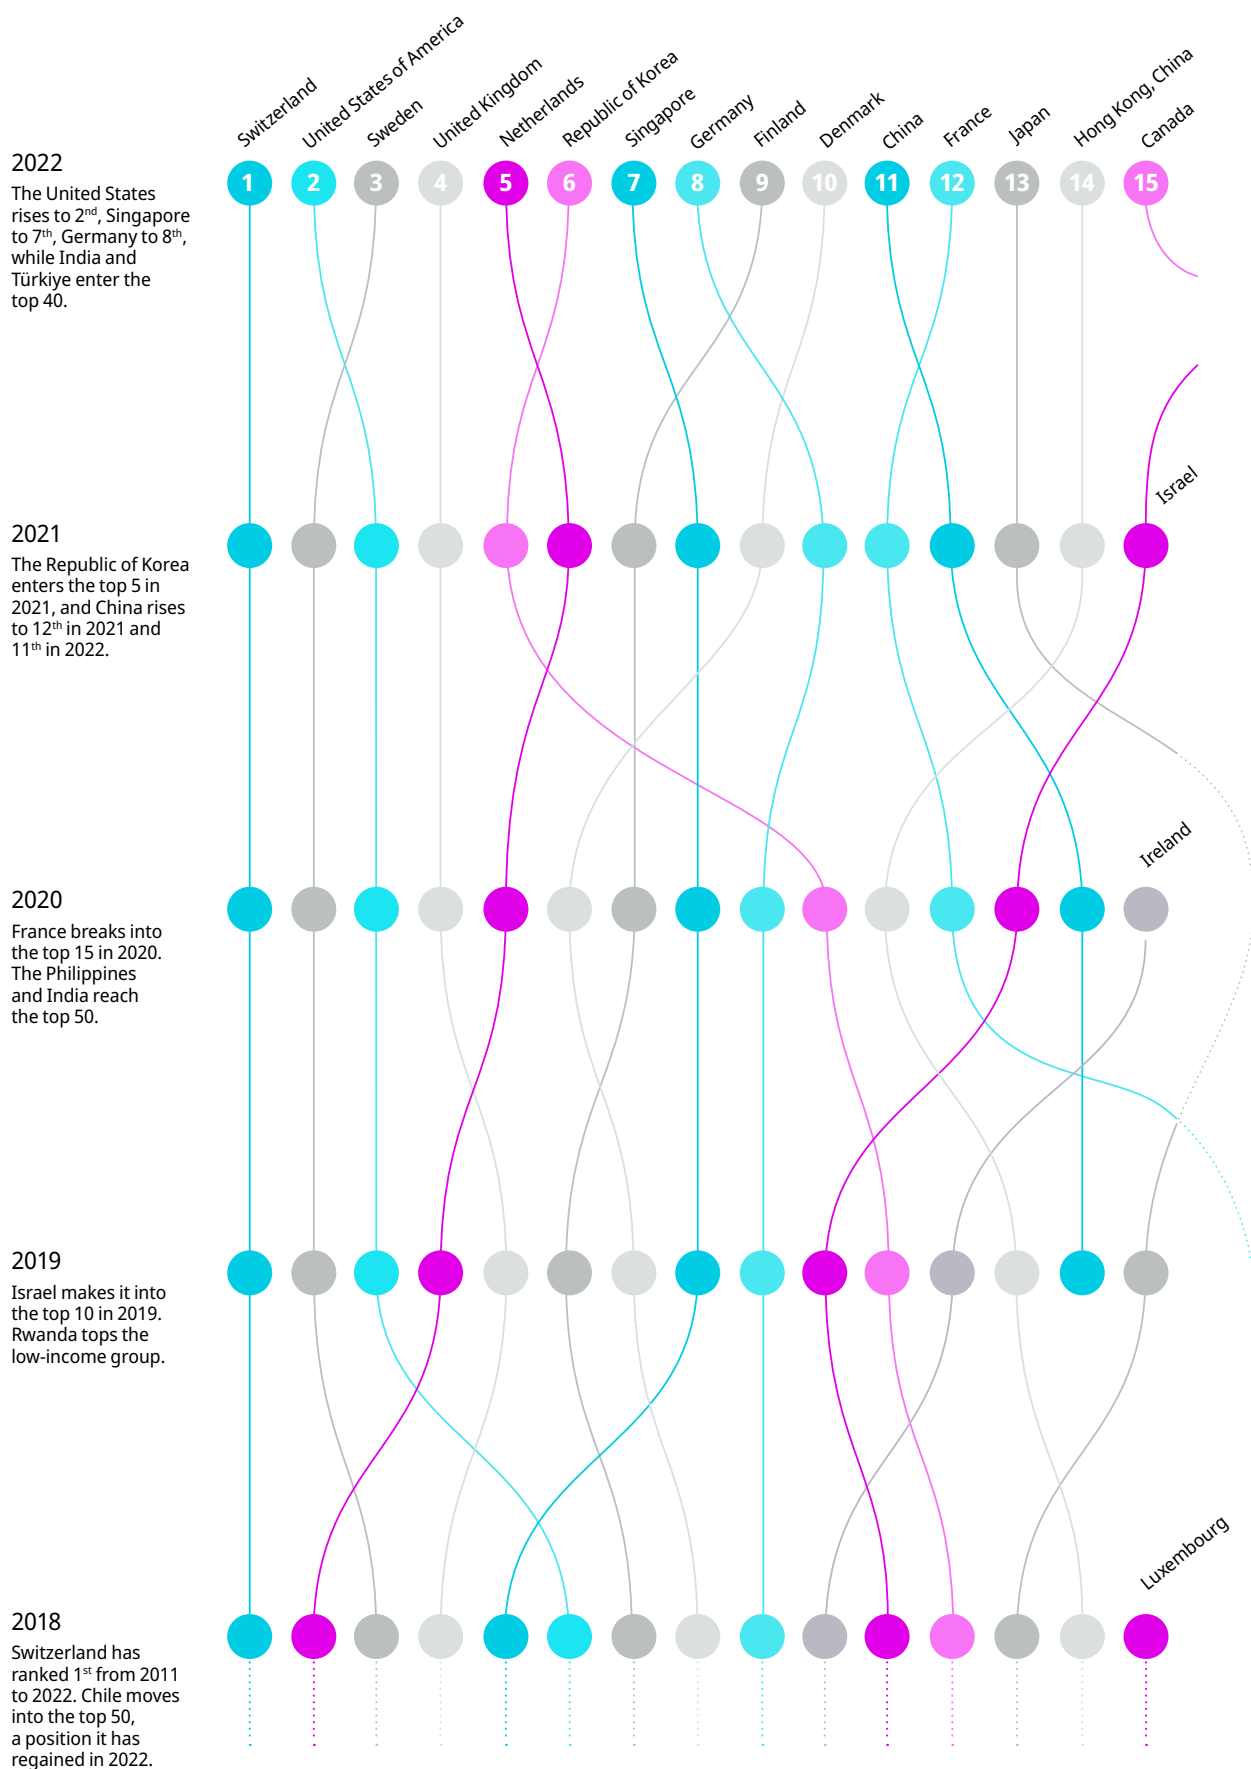 Switzerland
United States of America
Sweden
United Kingdom
Netherlands
Republic of Korea
Singapore
Germany
Finland
Denmark
China
France
Japan
Hong Kong, China
Canada
1 2 3 4 5 6 7 8 9 10 11 12 13 14 15
2022
The United States
rises to 2nd, Singapore
to 7th, Germany to 8th,
while India and
Türkiye enter the
top 40.
Israel
2021
The Republic of Korea
enters the top 5 in
2021, and China rises
to 12th in 2021 and
11th in 2022.
Ireland
2020
France breaks into
the top 15 in 2020.
The Philippines
and India reach
the top 50.
2019
Israel makes it into
the top 10 in 2019.
Rwanda tops the
low-income group.
Luxembourg
2018
Switzerland has
ranked 1st from 2011
to 2022. Chile moves
into the top 50,
a position it has
regained in 2022.